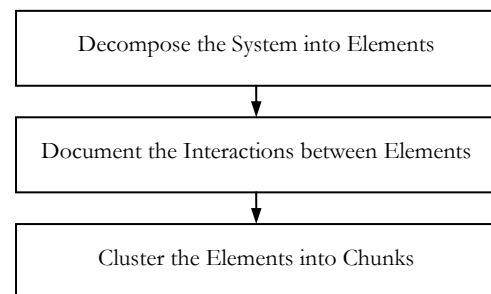 Decompose the System into Elements
Document the Interactions between Elements
Cluster the Elements into Chunks